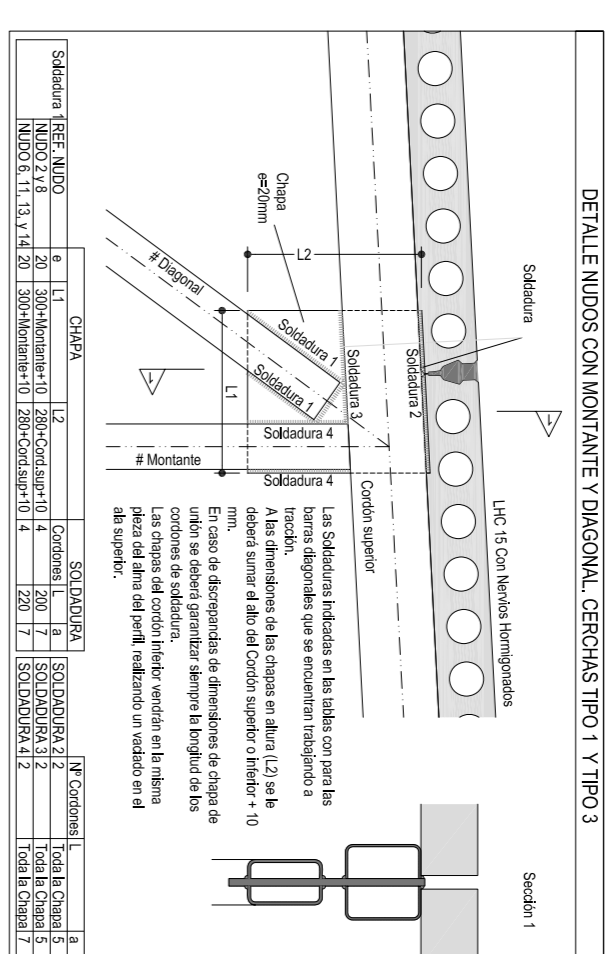 DETALLE NUDOS CON MONTANTE Y DIAGONAL. CERCHAS TIPO 1 Y TIPO 3
Soldadura
LHC 15 Con Nervios Hormigonados
Sección 1
Soldadura 2
Cordón superior
Soldadura 3
L2
Chapa
e=20mm
Soldadura 1
Soldadura 1
Soldadura 4
Soldadura 4
# Diagonal
L1
# Montante
1
1
Las Soldaduras indicadas en las tablas con para las
barras diagonales que se encuentran trabajando a
tracción.
A las dimensiones de las chapas en altura (L2) se le
deberá sumar el alto del Cordón superior o inferior + 10
mm.
En caso de discrepancias de dimensiones de chapa de
unión se deberá garantizar siempre la longitud de los
cordones de soldadura.
Las chapas del cordón inferior vendrán en la misma
pieza del alma del perfil, realizando un vaciado en el
ala superior.
CHAPA SOLDADURA
Soldadura 1 REF. NUDO e L1 L2 Cordones L a
NUDO 2 y 8 20 300+Montante+10 280+Cord.sup+10 4 200 7
NUDO 6, 11, 13, y 14 20 300+Montante+10 280+Cord.sup+10 4 220 7
Nº Cordones L a
SOLDADURA 2 2 Toda la Chapa 5
SOLDADURA 3 2 Toda la Chapa 5
SOLDADURA 4 2 Toda la Chapa 7